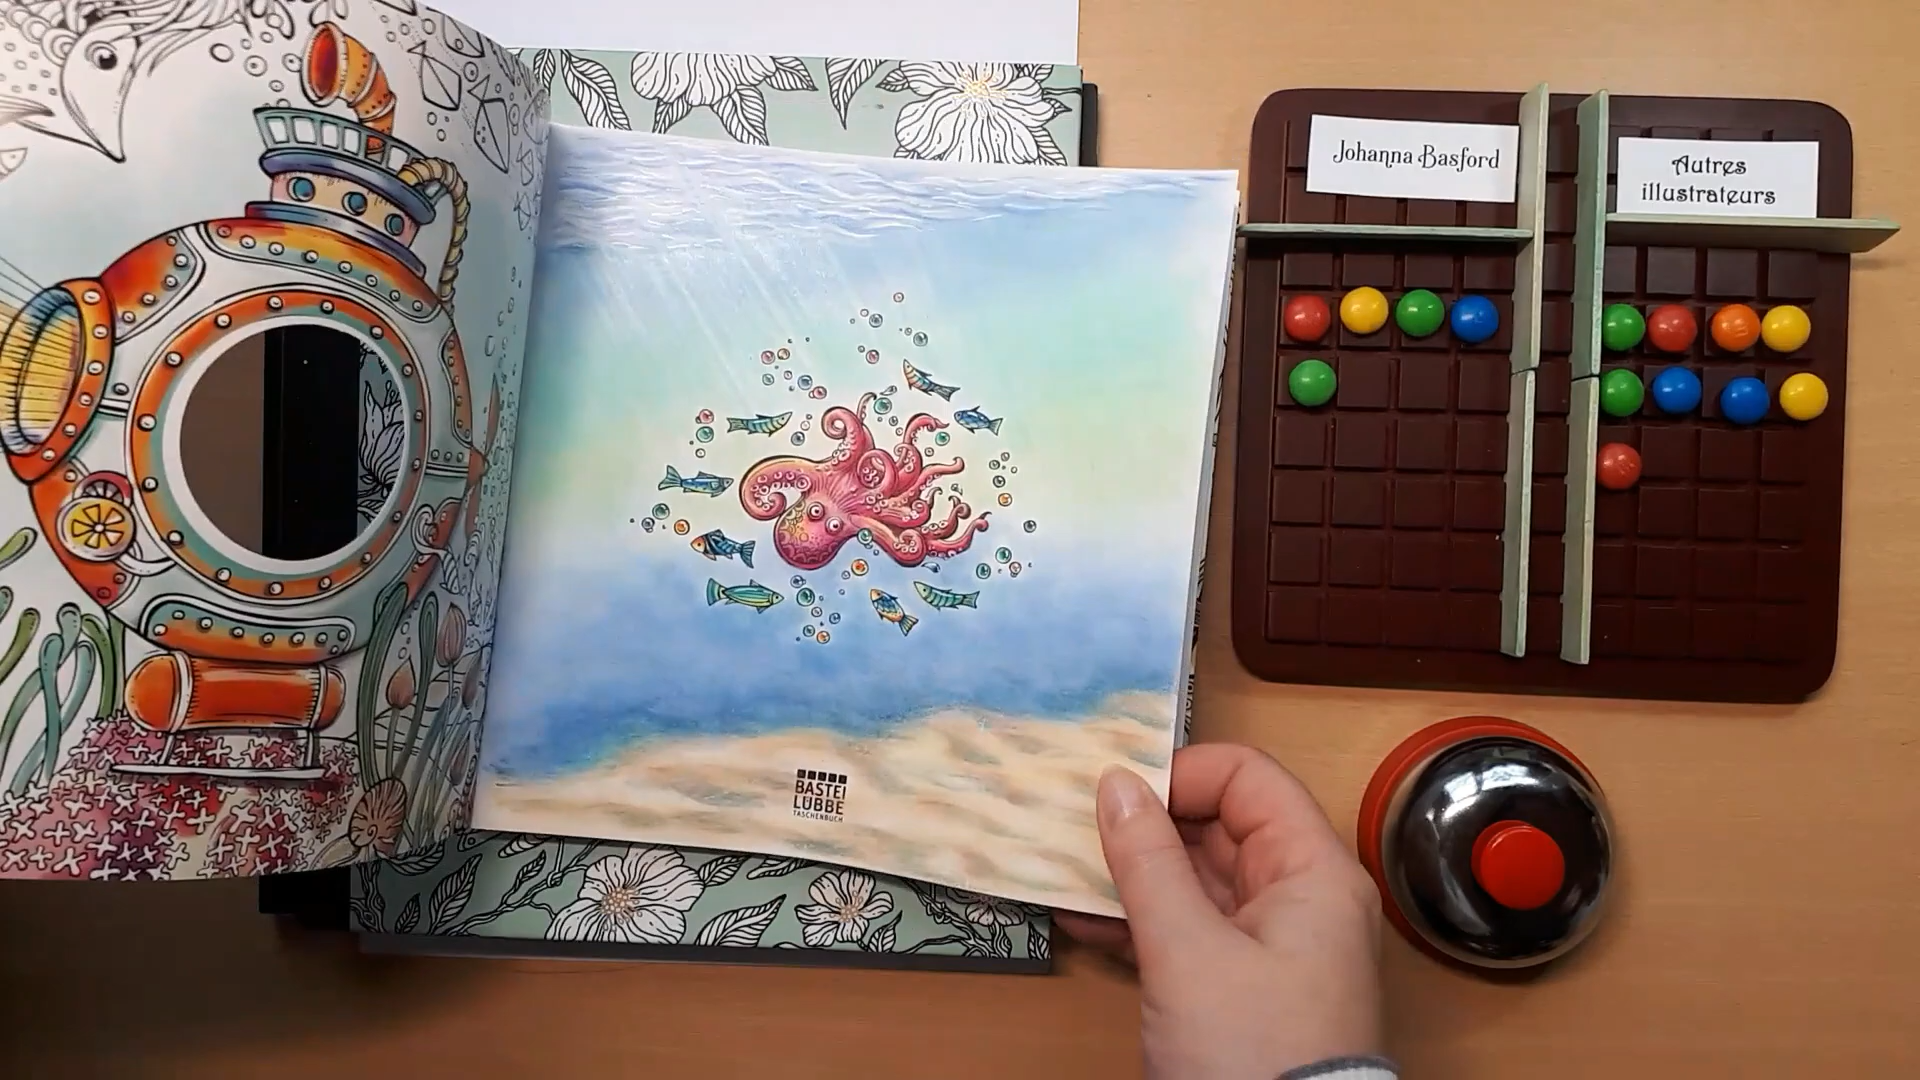 Johanna Basford
Autres
illustrateurs
BASTEI
LÜBBE
TASCHENBUCH